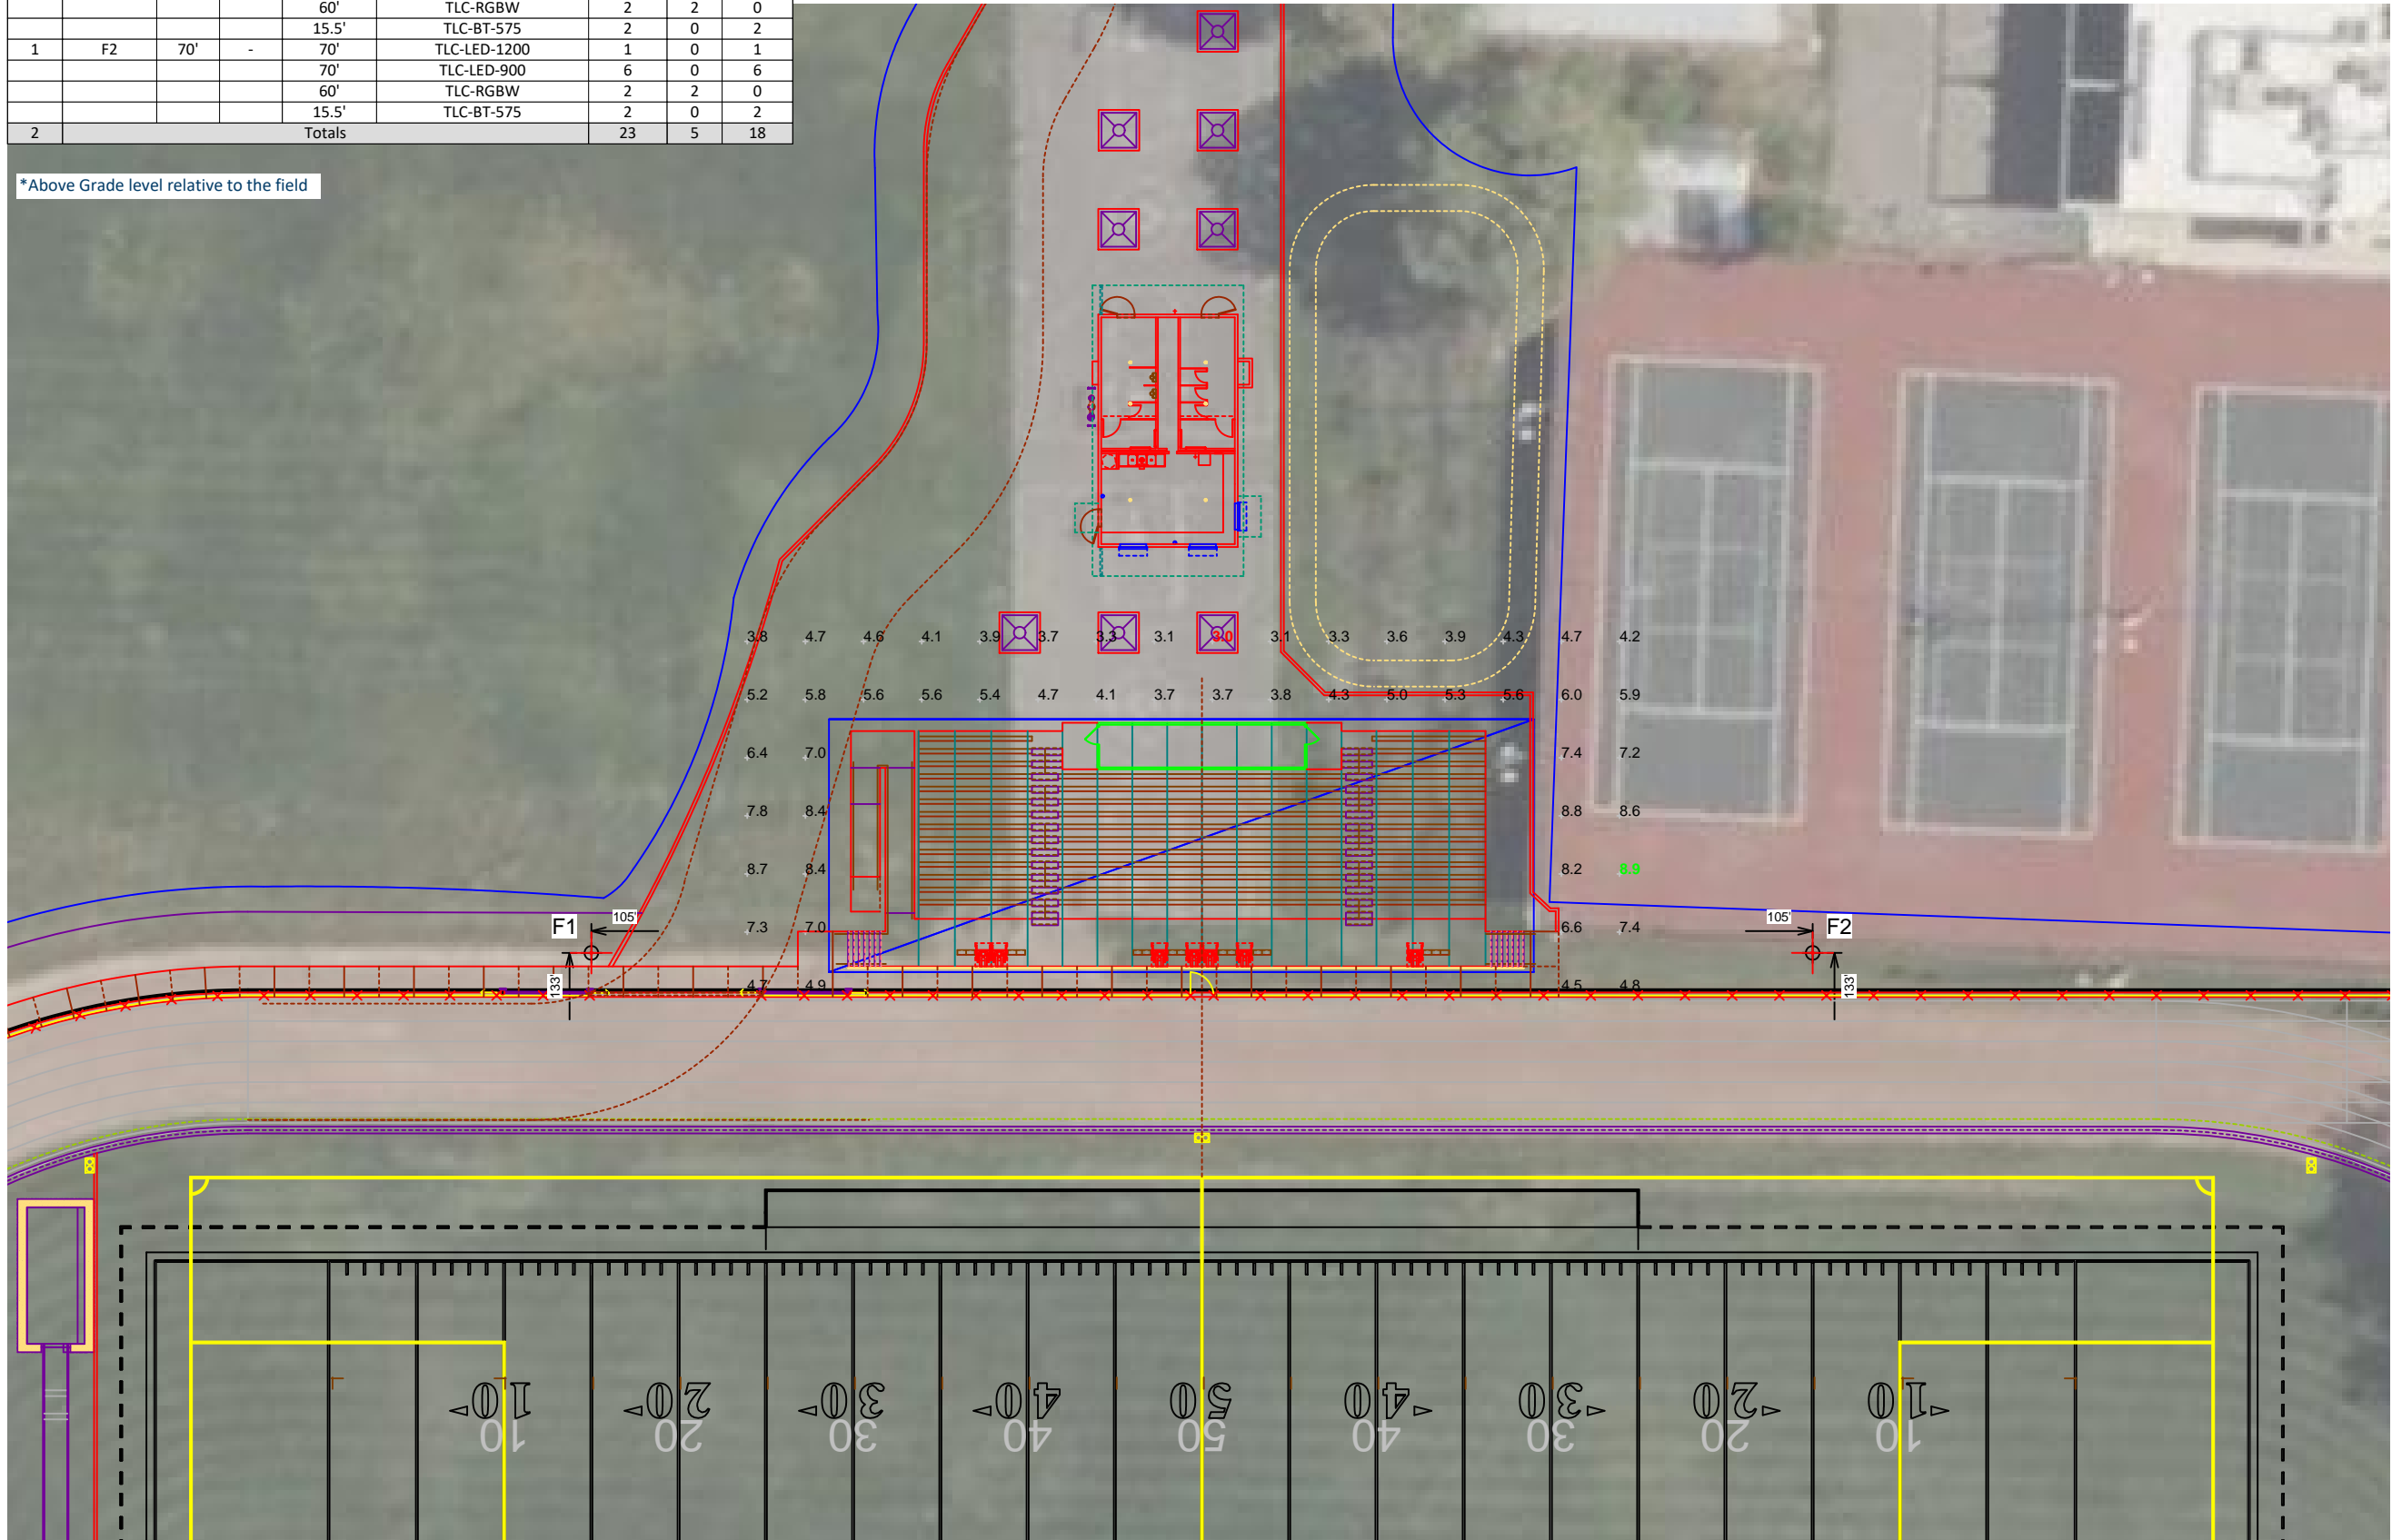 60' TLC-RGBW 2 2 0
15.5' TLC-BT-575 2 0 2
1 F2 70' - 70' TLC-LED-1200 1 0 1
70' TLC-LED-900 6 0 6
60' TLC-RGBW 2 2 0
15.5' TLC-BT-575 2 0 2
2 Totals 23 5 18
*Above Grade level relative to the field
3.8 4.7 4.6 4.1 3.9 3.7 3.3 3.1 3.0 3.1 3.3 3.6 3.9 4.3 4.7 4.2
5.2 5.8 5.6 5.6 5.4 4.7 4.1 3.7 3.7 3.8 4.3 5.0 5.3 5.6 6.0 5.9
6.4 7.0 7.4 7.2
7.8 8.4 8.8 8.6
8.7 8.4 8.2 8.9
7.3 7.0 6.6 7.4
F1 105' 105' F2
133' 133'
4.7 4.9 4.5 4.8
10 20 30 40 50 40 30 20 10
10 20 30 40 50 40 30 20 10